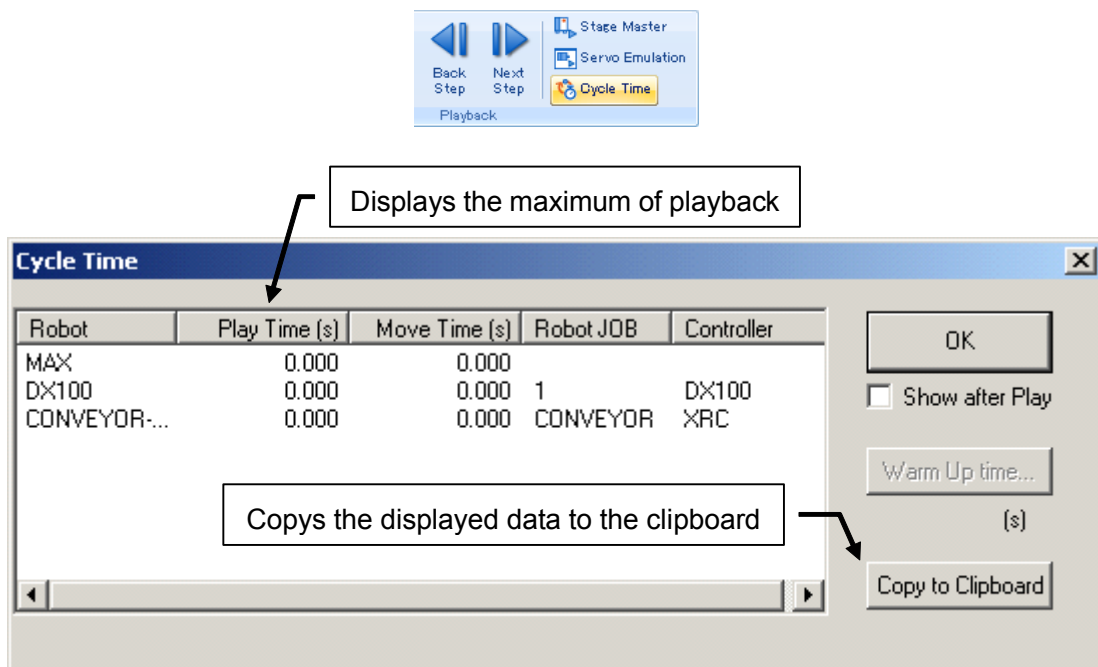 Back Step
Next Step
Stage Master
Servo Emulation
Cycle Time
Playback
Displays the maximum of playback
Cycle Time
Robot Play Time (s) Move Time (s) Robot JOB Controller
MAX 0.000 0.000
DX100 0.000 0.000 1 DX100
CONVEYOR-... 0.000 0.000 CONVEYOR XRC
OK
Show after Play
Warm Up time...
(s)
Copys the displayed data to the clipboard
Copy to Clipboard